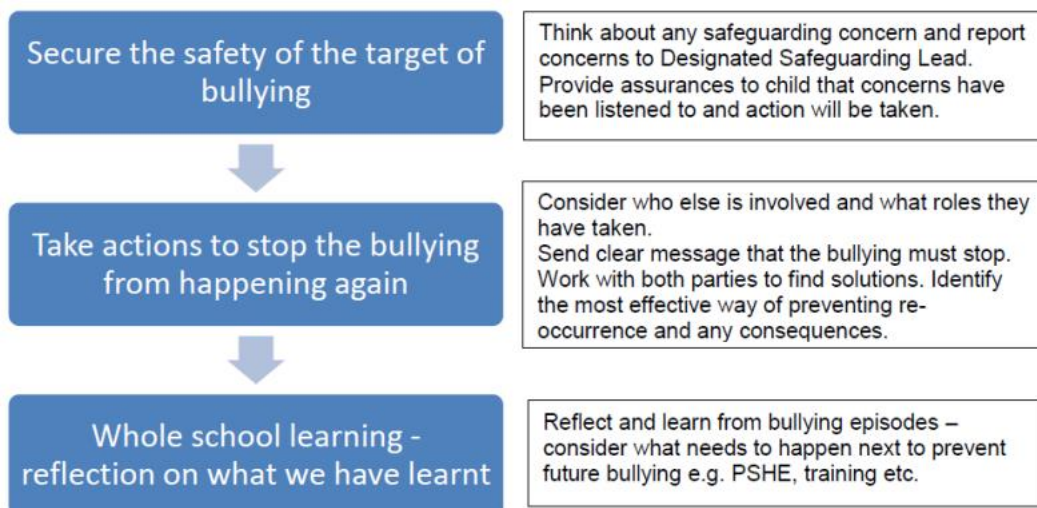 Secure the safety of the target of
bullying
Think about any safeguarding concern and report
concerns to Designated Safeguarding Lead.
Provide assurances to child that concerns have
been listened to and action will be taken.
Take actions to stop the bullying
from happening again
Consider who else is involved and what roles they
have taken.
Send clear message that the bullying must stop.
Work with both parties to find solutions. Identify
the most effective way of preventing re-
occurrence and any consequences.
Whole school learning -
reflection on what we have learnt
Reflect and learn from bullying episodes –
consider what needs to happen next to prevent
future bullying e.g. PSHE, training etc.